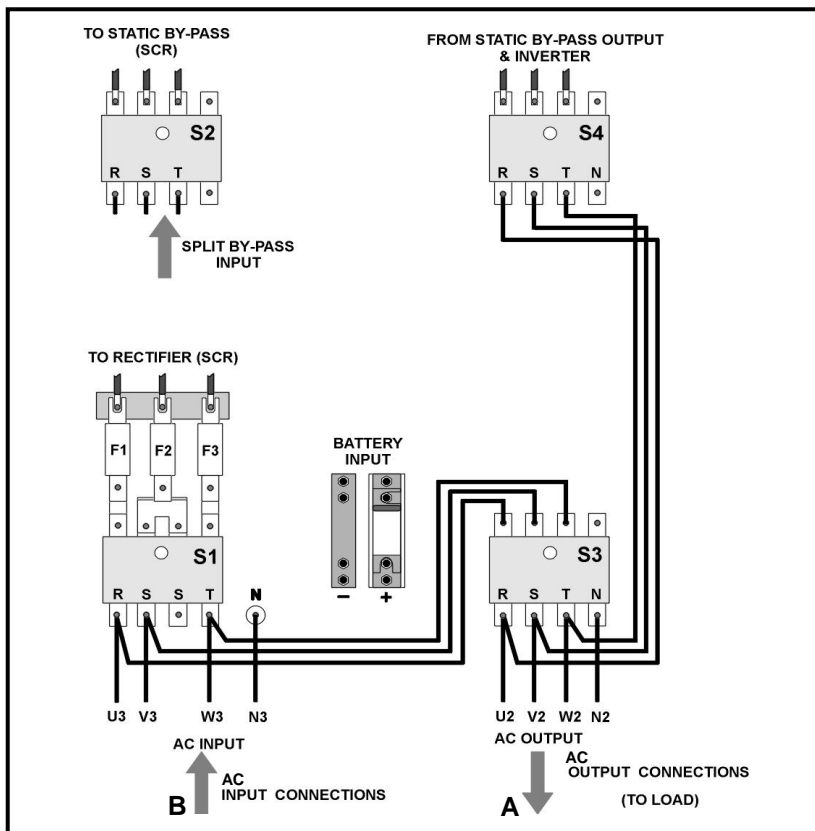 TO STATIC BY-PASS
(SCR)
FROM STATIC BY-PASS OUTPUT
& INVERTER
S2
R S T
S4
R S T N
SPLIT BY-PASS
INPUT
TO RECTIFIER (SCR)
F1 F2 F3
BATTERY
INPUT
S1
R S S T
N
- +
S3
R S T N
U3 V3 W3 N3
U2 V2 W2 N2
AC INPUT
AC
INPUT CONNECTIONS
B
AC OUTPUT
AC
OUTPUT CONNECTIONS
A
(TO LOAD)